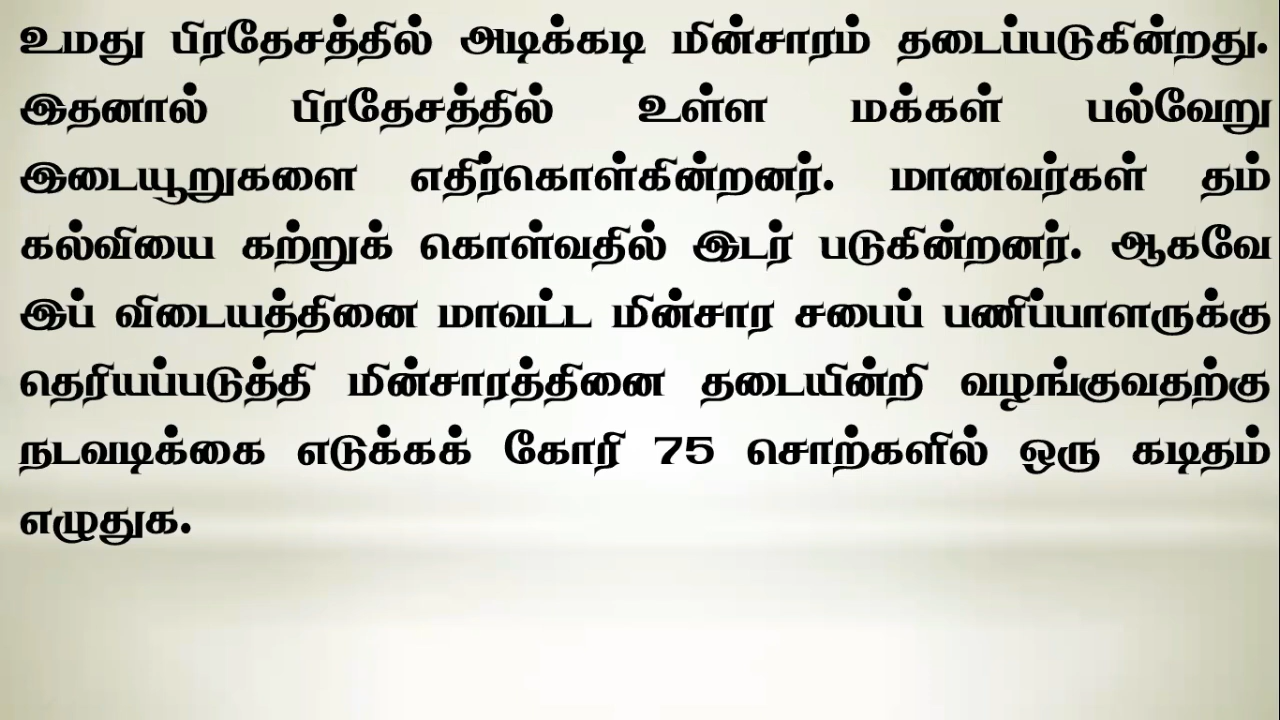 உமது பிரதேசத்தில் அடிக்கடி மின்சாரம் தடைப்படுகின்றது.
இதனால் பிரதேசத்தில் உள்ள மக்கள் பல்வேறு
இடையூறுகளை எதிர்கொள்கின்றனர். மாணவர்கள் தம்
கல்வியை கற்றுக் கொள்வதில் இடர் படுகின்றனர். ஆகவே
இப் விடையத்தினை மாவட்ட மின்சார சபைப் பணிப்பாளருக்கு
தெரியப்படுத்தி மின்சாரத்தினை தடையின்றி வழங்குவதற்கு
நடவடிக்கை எடுக்கக் கோரி 75 சொற்களில் ஒரு கடிதம்
எழுதுக.